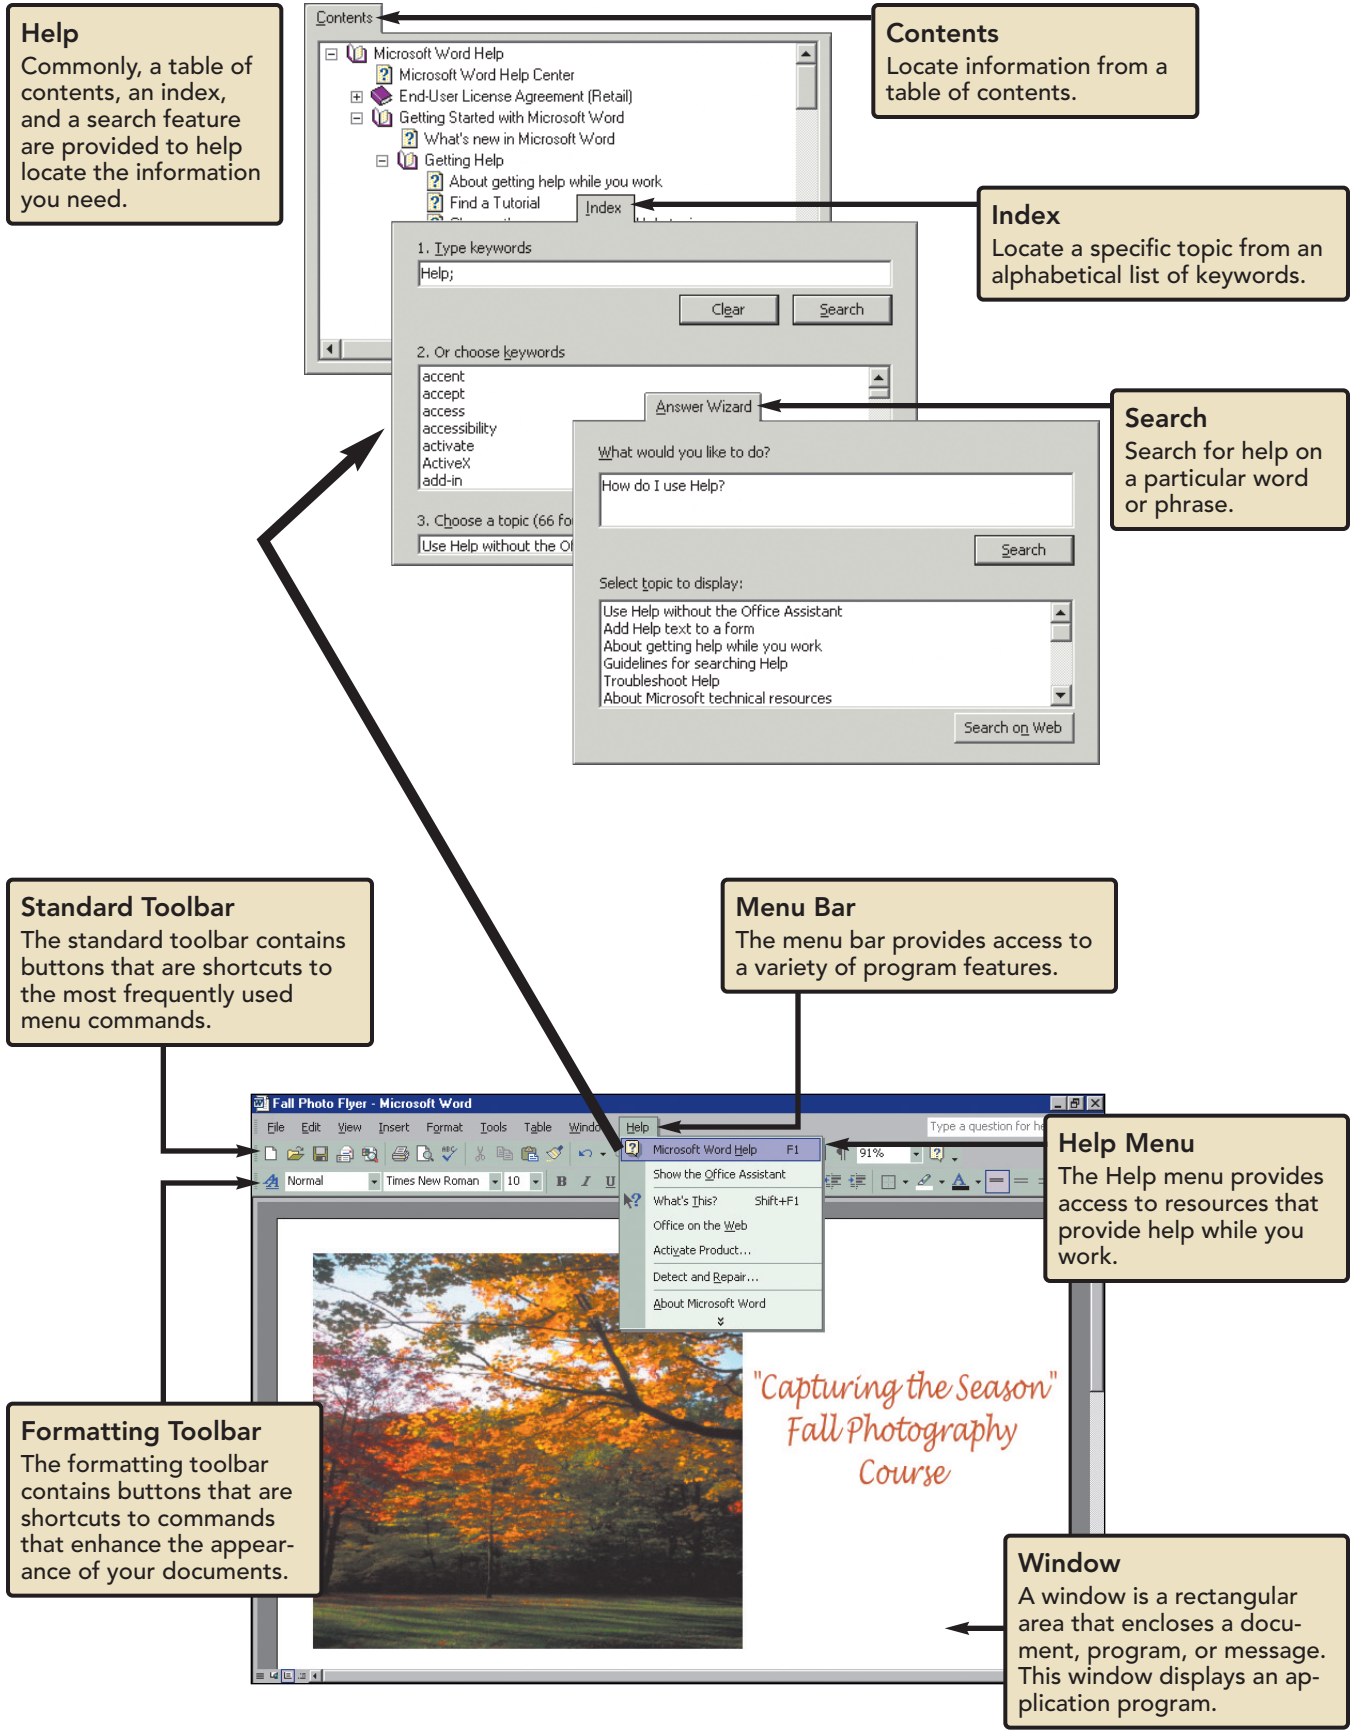 Help
Commonly, a table of
contents, an index,
and a search feature
are provided to help
locate the information
you need.
Contents
Microsoft Word Help
Microsoft Word Help Center
End-User License Agreement (Retail)
Getting Started with Microsoft Word
What's new in Microsoft Word
Getting Help
About getting help while you work
Find a Tutorial
Contents
Locate information from a
table of contents.
Index
Index
Locate a specific topic from an
alphabetical list of keywords.
1. Type keywords
Help;
Clear
Search
2. Or choose keywords
accent
accept
access
accessibility
activate
ActiveX
add-in
3. Choose a topic (66 fo
Use Help without the Of
Answer Wizard
What would you like to do?
How do I use Help?
Search
Select topic to display:
Use Help without the Office Assistant
Add Help text to a form
About getting help while you work
Guidelines for searching Help
Troubleshoot Help
About Microsoft technical resources
Search on Web
Search
Search for help on
a particular word
or phrase.
Standard Toolbar
The standard toolbar contains
buttons that are shortcuts to
the most frequently used
menu commands.
Menu Bar
The menu bar provides access to
a variety of program features.
Fall Photo Flyer - Microsoft Word
File Edit View Insert Format Tools Table Windo Help
Type a question for he
91%
Normal Times New Roman 10 B I U
Microsoft Word Help F1
Show the Office Assistant
What's This? Shift+F1
Office on the Web
Activate Product...
Detect and Repair...
About Microsoft Word
Help Menu
The Help menu provides
access to resources that
provide help while you
work.
"Capturing the Season"
Fall Photography
Course
Formatting Toolbar
The formatting toolbar
contains buttons that are
shortcuts to commands
that enhance the appear-
ance of your documents.
Window
A window is a rectangular
area that encloses a docu-
ment, program, or message.
This window displays an ap-
plication program.